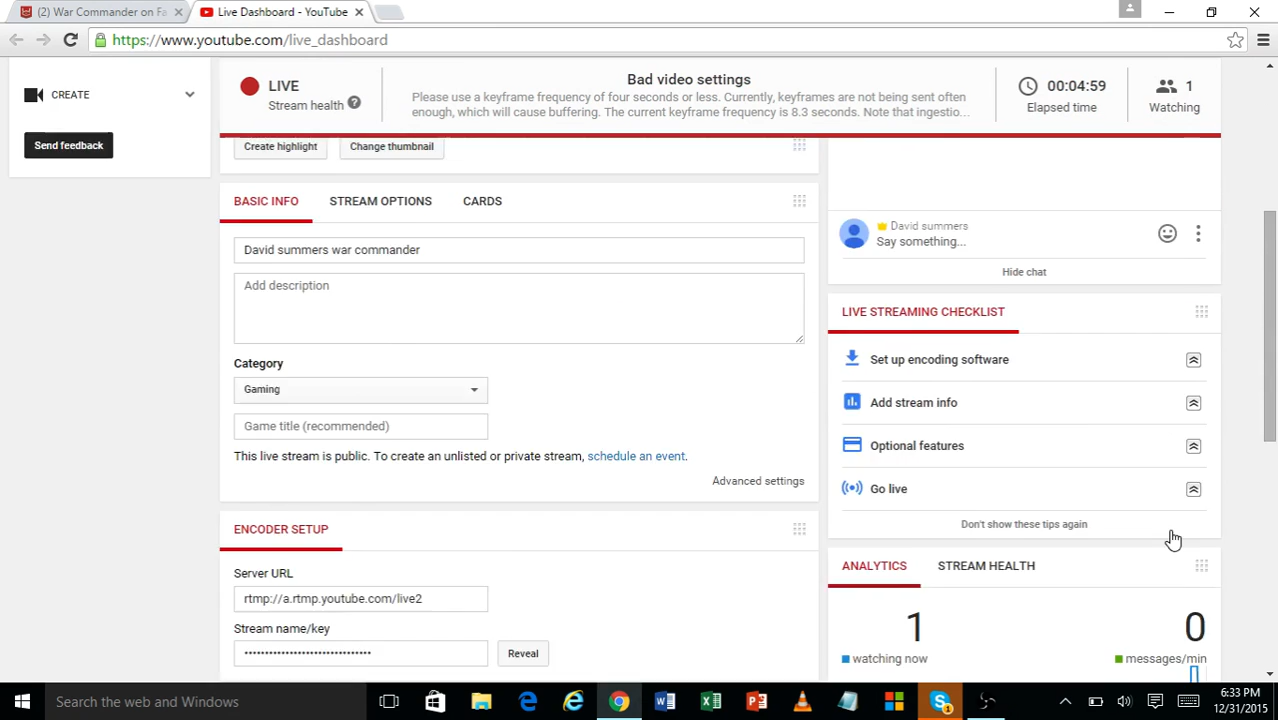 (2) War Commander on Fa
Live Dashboard - YouTube
https://www.youtube.com/live_dashboard
CREATE
Send feedback
LIVE
Stream health ?
Bad video settings
Please use a keyframe frequency of four seconds or less. Currently, keyframes are not being sent often
enough, which will cause buffering. The current keyframe frequency is 8.3 seconds. Note that ingestio...
00:04:59
Elapsed time
1
Watching
Create highlight
Change thumbnail
BASIC INFO
STREAM OPTIONS
CARDS
David summers war commander
Add description
Category
Gaming
Game title (recommended)
This live stream is public. To create an unlisted or private stream, schedule an event.
Advanced settings
ENCODER SETUP
Server URL
rtmp://a.rtmp.youtube.com/live2
Stream name/key
••••••••••••••••••••••••••••••
Reveal
David summers
Say something...
Hide chat
LIVE STREAMING CHECKLIST
Set up encoding software
Add stream info
Optional features
Go live
Don't show these tips again
ANALYTICS
STREAM HEALTH
1
watching now
0
messages/min
Search the web and Windows
6:33 PM
12/31/2015